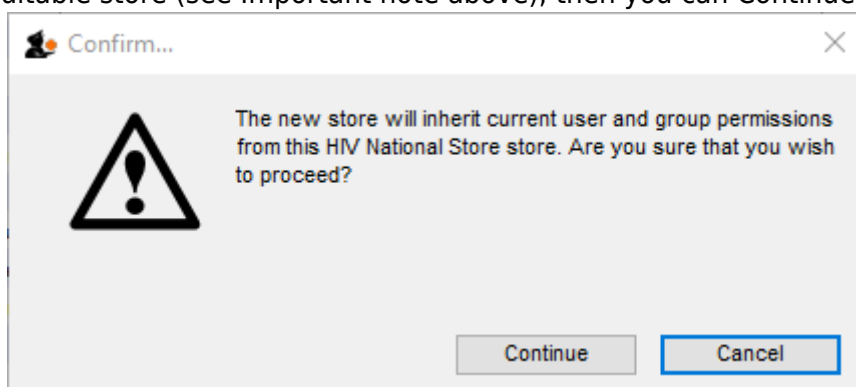 suitable store (see important note above), then you can Continue
Confirm...
The new store will inherit current user and group permissions
from this HIV National Store store. Are you sure that you wish
to proceed?
Continue
Cancel